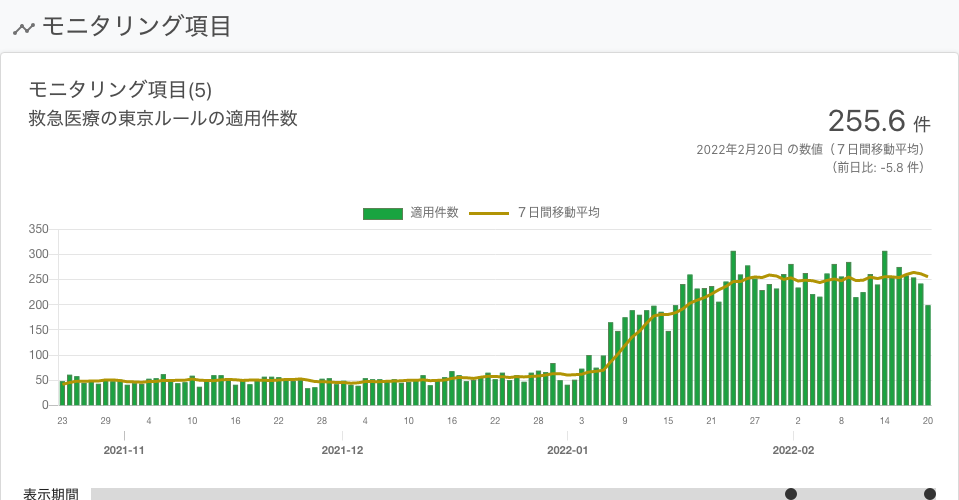 モニタリング項目
モニタリング項目(5)
救急医療の東京ルールの適用件数
255.6 件
2022年2月20日 の数値（７日間移動平均）
（前日比: -5.8 件）
適用件数 ７日間移動平均
350
300
250
200
150
100
50
0
23 29 4 10 16 22 28 4 10 16 22 28 3 9 15 21 27 2 8 14 20
2021-11 2021-12 2022-01 2022-02
表示期間